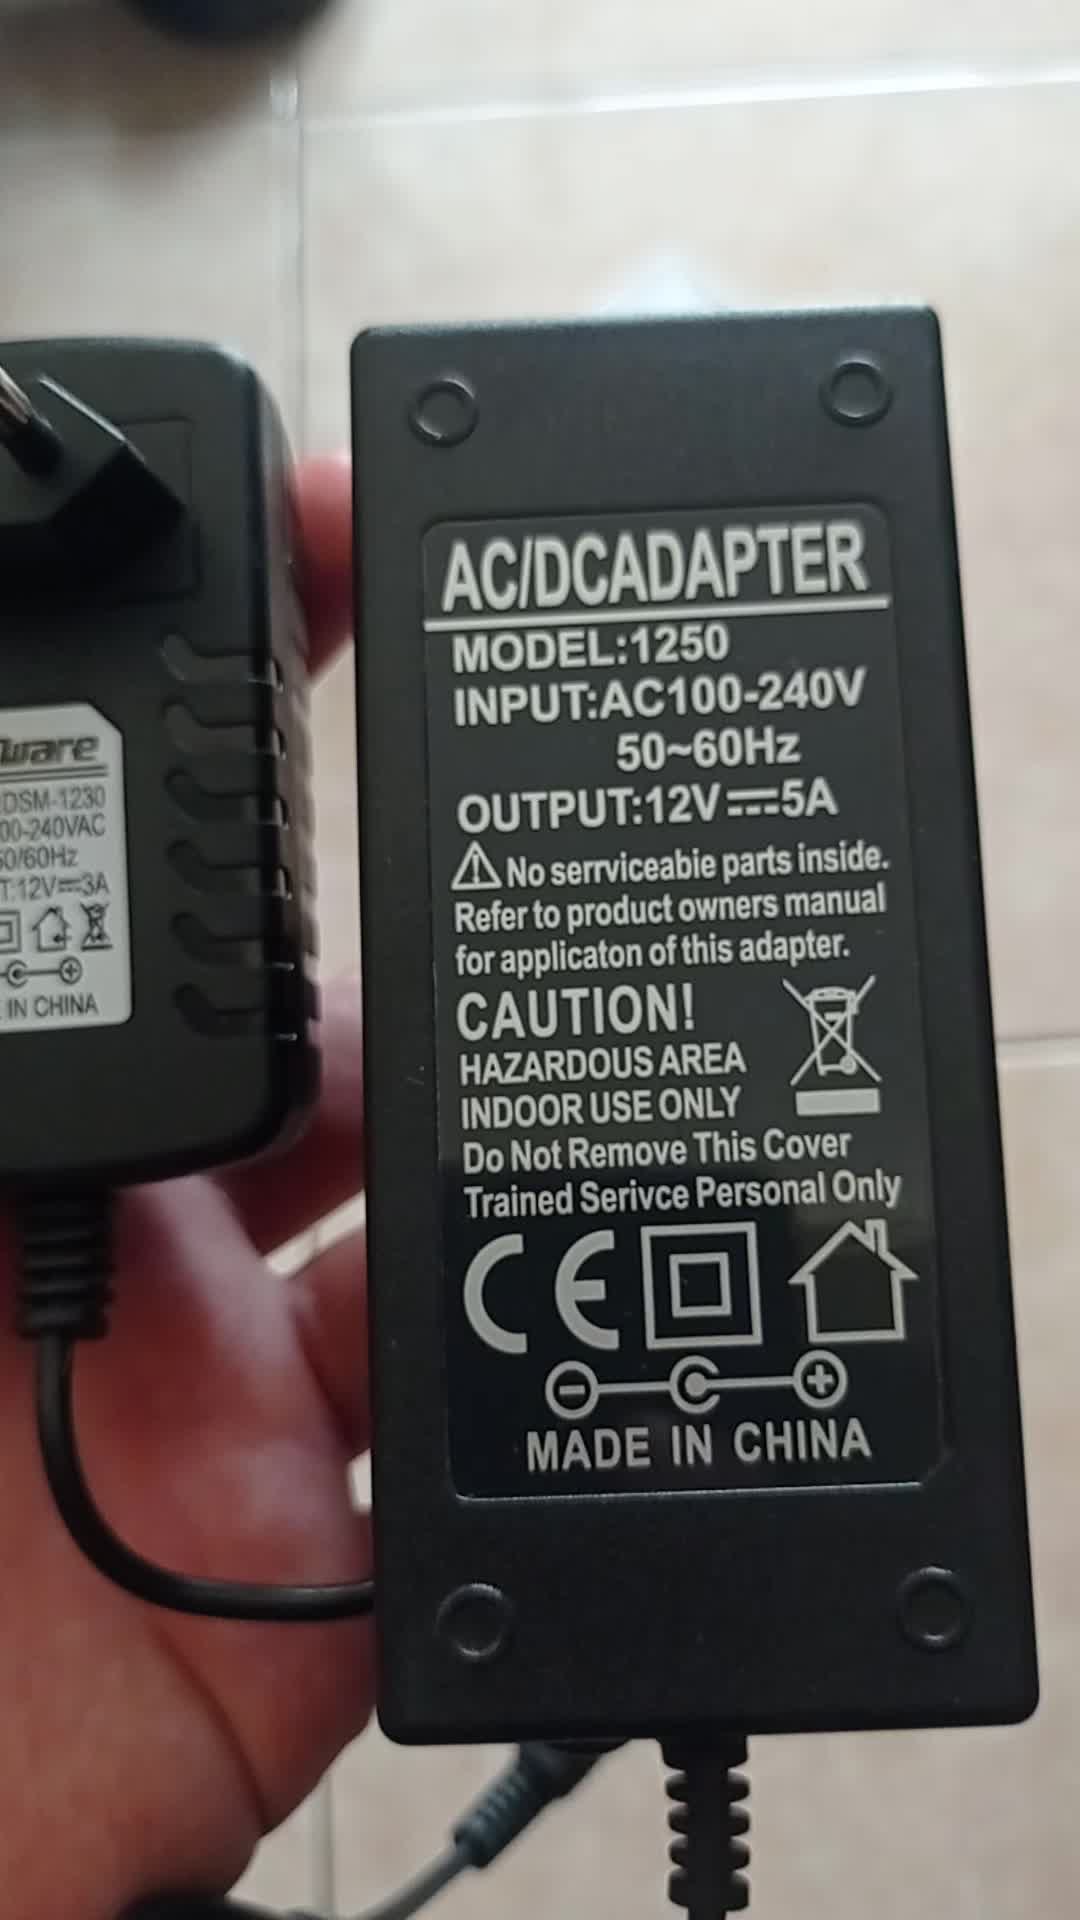 ware
DSM-1230
00-240VAC
50/60Hz
T:12V⎓3A
IN CHINA
AC/DCADAPTER
MODEL:1250
INPUT:AC100-240V
50~60Hz
OUTPUT:12V⎓5A
No serrviceabie parts inside.
Refer to product owners manual
for applicaton of this adapter.
CAUTION!
HAZARDOUS AREA
INDOOR USE ONLY
Do Not Remove This Cover
Trained Serivce Personal Only
CE
MADE IN CHINA